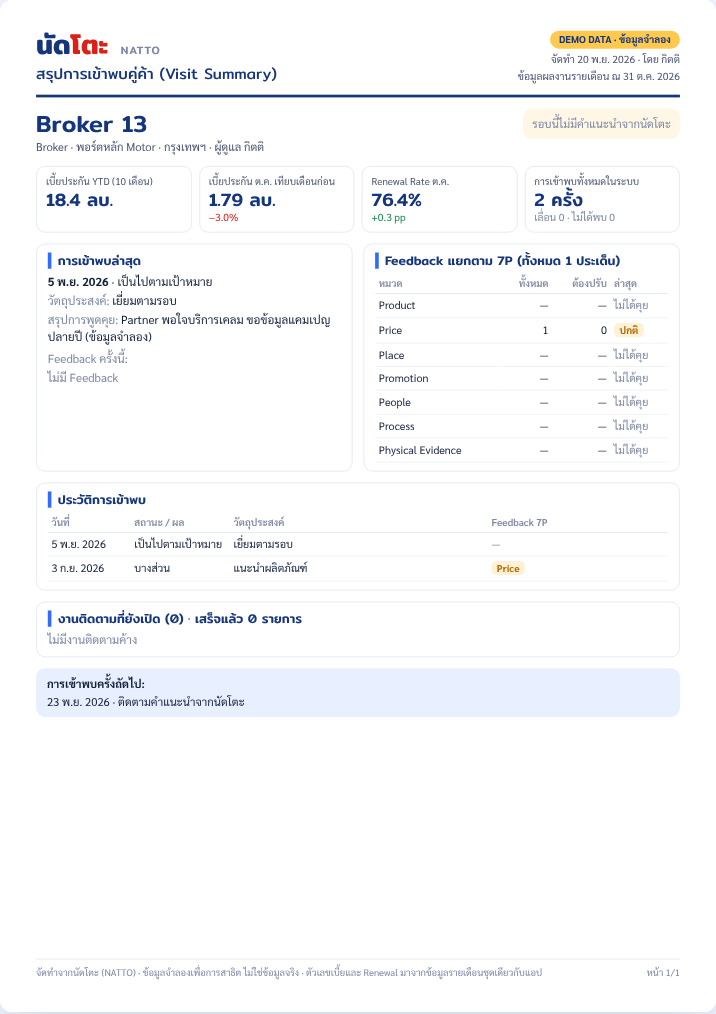 นัดโตะ NATTO
สรุปการเข้าพบคู่ค้า (Visit Summary)
DEMO DATA · ข้อมูลจำลอง
จัดทำ 20 พ.ย. 2026 · โดย กิตติ
ข้อมูลผลงานรายเดือน ณ 31 ต.ค. 2026
Broker 13
Broker · พอร์ตหลัก Motor · กรุงเทพฯ · ผู้ดูแล กิตติ
รอบนี้ไม่มีคำแนะนำจากนัดโตะ
เบี้ยประกัน YTD (10 เดือน)
18.4 ลบ.
เบี้ยประกัน ต.ค. เทียบเดือนก่อน
1.79 ลบ.
−3.0%
Renewal Rate ต.ค.
76.4%
+0.3 pp
การเข้าพบทั้งหมดในระบบ
2 ครั้ง
เลื่อน 0 · ไม่ได้พบ 0
การเข้าพบล่าสุด
5 พ.ย. 2026 · เป็นไปตามเป้าหมาย
วัตถุประสงค์: เยี่ยมตามรอบ
สรุปการพูดคุย: Partner พอใจบริการเคลม ขอข้อมูลแคมเปญ
ปลายปี (ข้อมูลจำลอง)
Feedback ครั้งนี้:
ไม่มี Feedback
Feedback แยกตาม 7P (ทั้งหมด 1 ประเด็น)
หมวด ทั้งหมด ต้องปรับ ล่าสุด
Product — — ไม่ได้คุย
Price 1 0 ปกติ
Place — — ไม่ได้คุย
Promotion — — ไม่ได้คุย
People — — ไม่ได้คุย
Process — — ไม่ได้คุย
Physical Evidence — — ไม่ได้คุย
ประวัติการเข้าพบ
วันที่ สถานะ / ผล วัตถุประสงค์ Feedback 7P
5 พ.ย. 2026 เป็นไปตามเป้าหมาย เยี่ยมตามรอบ —
3 ก.ย. 2026 บางส่วน แนะนำผลิตภัณฑ์ Price
งานติดตามที่ยังเปิด (0) · เสร็จแล้ว 0 รายการ
ไม่มีงานติดตามค้าง
การเข้าพบครั้งถัดไป:
23 พ.ย. 2026 · ติดตามคำแนะนำจากนัดโตะ
จัดทำจากนัดโตะ (NATTO) · ข้อมูลจำลองเพื่อการสาธิต ไม่ใช่ข้อมูลจริง · ตัวเลขเบี้ยและ Renewal มาจากข้อมูลรายเดือนชุดเดียวกับแอป
หน้า 1/1